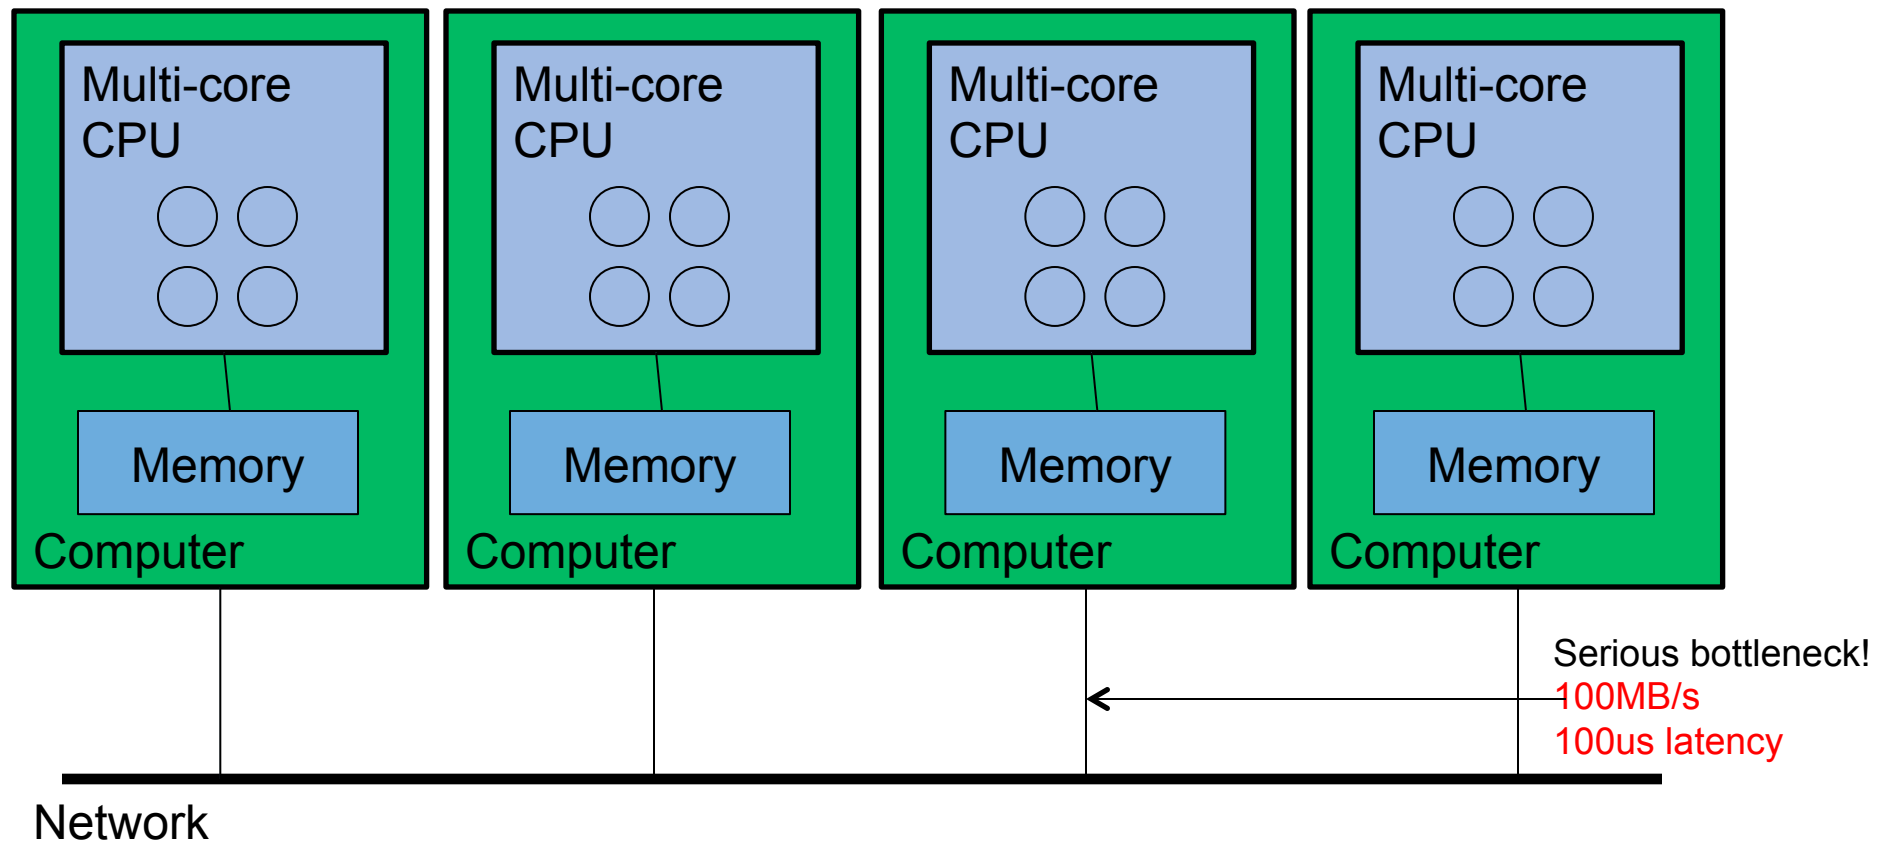 Multi-core
CPU
Memory
Computer
Multi-core
CPU
Memory
Computer
Multi-core
CPU
Memory
Computer
Multi-core
CPU
Memory
Computer
Serious bottleneck!
100MB/s
100us latency
Network